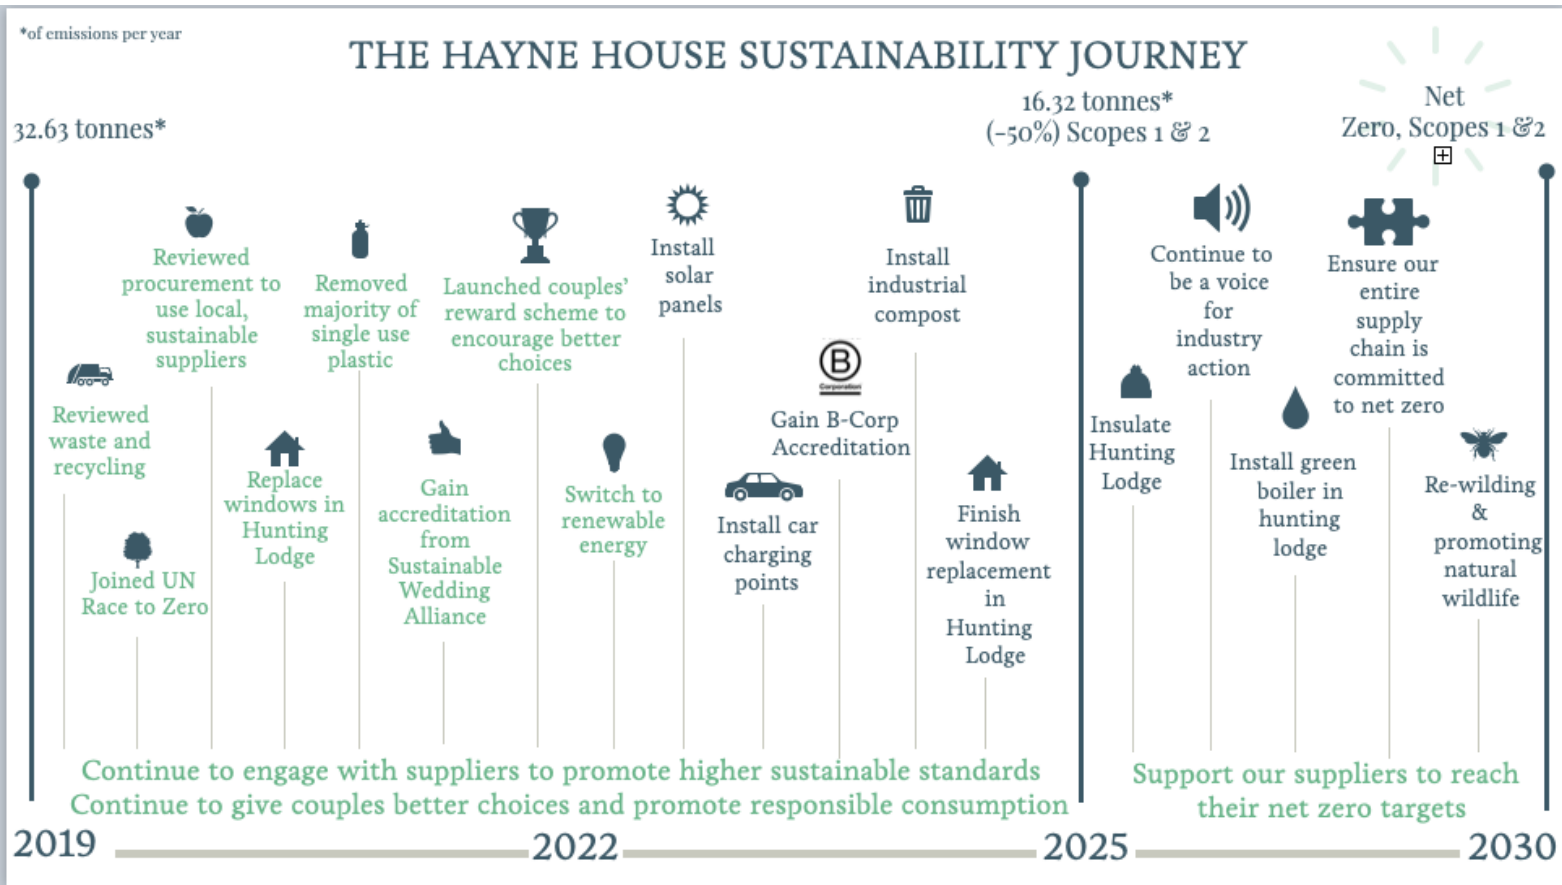 *of emissions per year
THE HAYNE HOUSE SUSTAINABILITY JOURNEY
32.63 tonnes*
16.32 tonnes*
(-50%) Scopes 1 & 2
Net
Zero, Scopes 1 &2
Reviewed
waste and
recycling
Joined UN
Race to Zero
Reviewed
procurement to
use local,
sustainable
suppliers
Replace
windows in
Hunting
Lodge
Removed
majority of
single use
plastic
Gain
accreditation
from
Sustainable
Wedding
Alliance
Launched couples'
reward scheme to
encourage better
choices
Switch to
renewable
energy
Install
solar
panels
Install car
charging
points
B
Corporation
Gain B-Corp
Accreditation
Install
industrial
compost
Finish
window
replacement
in
Hunting
Lodge
Insulate
Hunting
Lodge
Continue to
be a voice
for
industry
action
Install green
boiler in
hunting
lodge
Ensure our
entire
supply
chain is
committed
to net zero
Re-wilding
&
promoting
natural
wildlife
Continue to engage with suppliers to promote higher sustainable standards
Continue to give couples better choices and promote responsible consumption
Support our suppliers to reach
their net zero targets
2019
2022
2025
2030